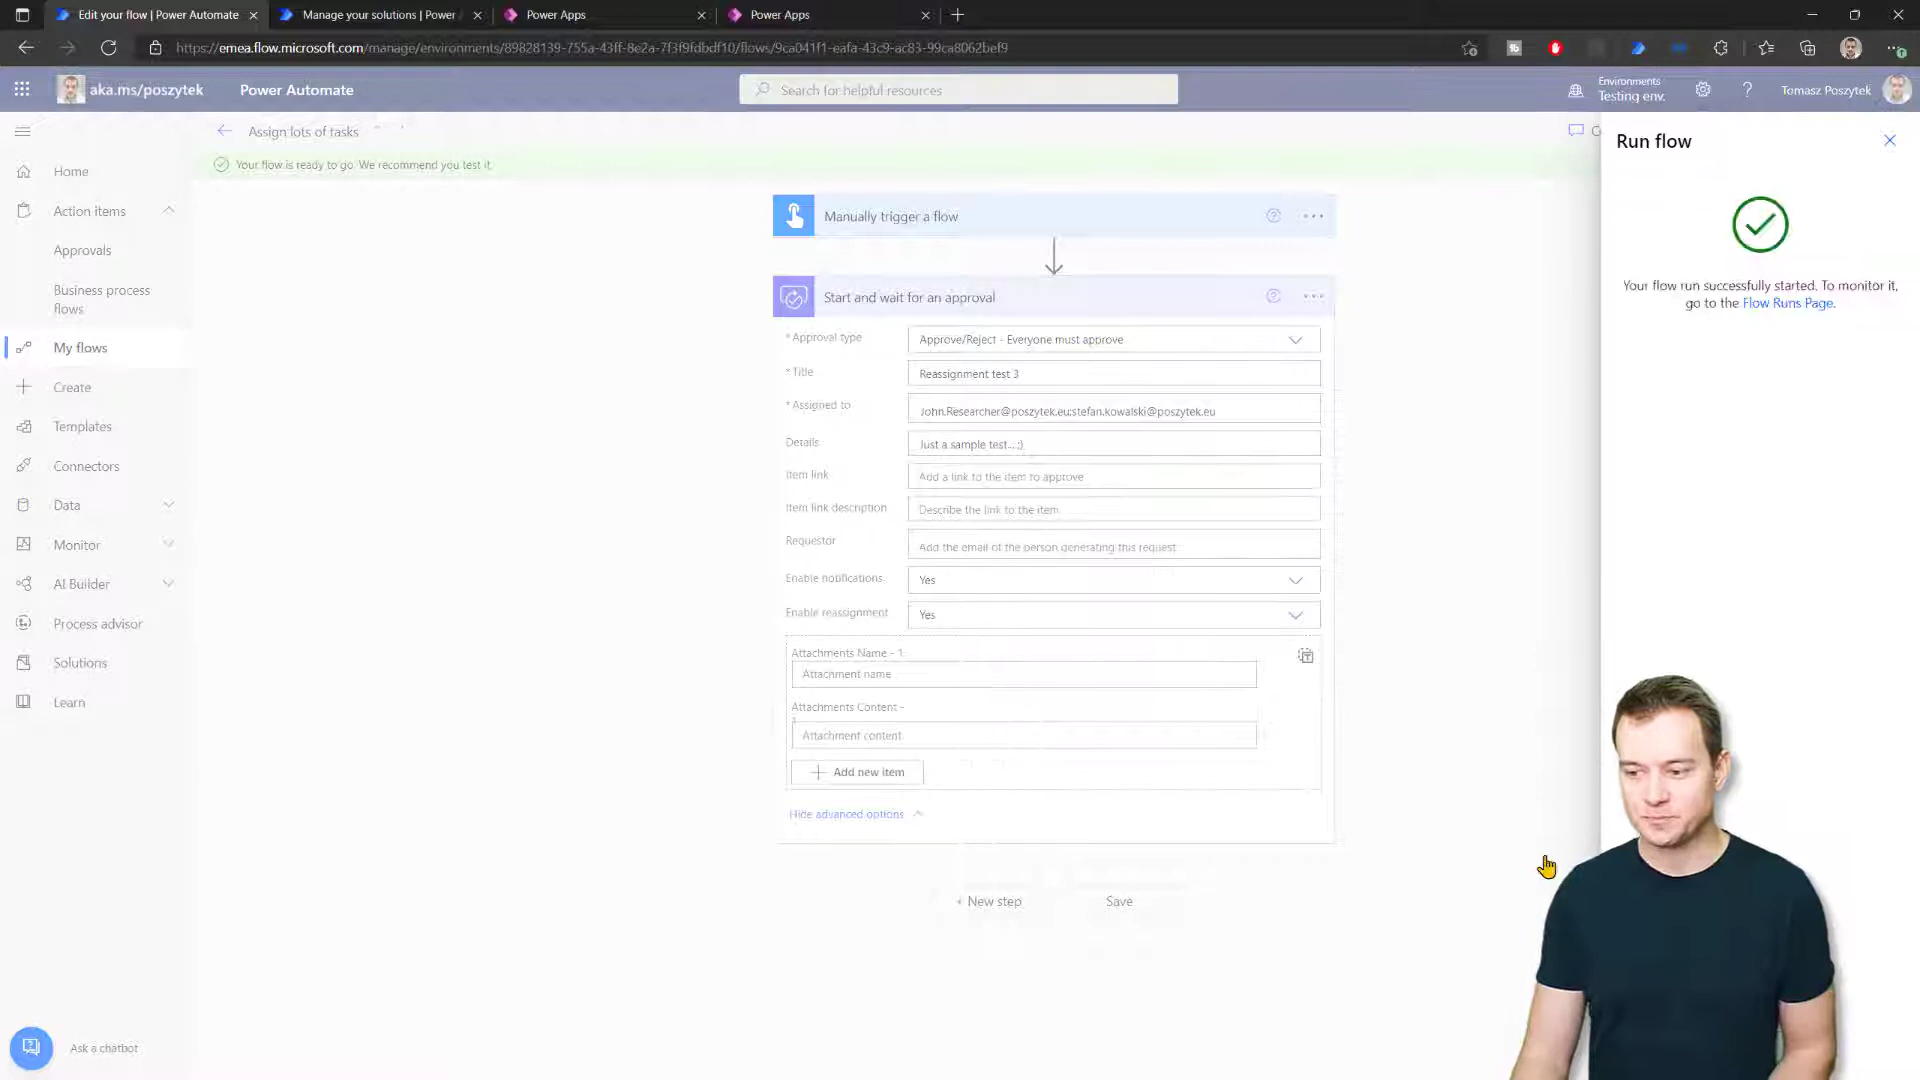 Edit your flow | Power Automate
Manage your solutions | Power
Power Apps
Power Apps
https://emea.flow.microsoft.com/manage/environments/89828139-755a-43ff-8e2a-7f3f9fdbdf10/flows/9ca041f1-eafa-43c9-ac83-99ca8062bef9
aka.ms/poszytek
Power Automate
Search for helpful resources
Environments
Testing env.
?
Tomasz Poszytek
Assign lots of tasks
Run flow
Your flow is ready to go. We recommend you test it.
Home
Action items
Approvals
Business process
flows
My flows
Create
Templates
Connectors
Data
Monitor
AI Builder
Process advisor
Solutions
Learn
Ask a chatbot
Manually trigger a flow
Start and wait for an approval
* Approval type
Approve/Reject - Everyone must approve
* Title
Reassignment test 3
* Assigned to
John.Researcher@poszytek.eu;stefan.kowalski@poszytek.eu
Details
Just a sample test... ;)
Item link
Add a link to the item to approve
Item link description
Describe the link to the item
Requestor
Add the email of the person generating this request
Enable notifications
Yes
Enable reassignment
Yes
Attachments Name - 1
Attachment name
Attachments Content -
1
Attachment content
Add new item
Hide advanced options
+ New step
Save
Your flow run successfully started. To monitor it,
go to the Flow Runs Page.